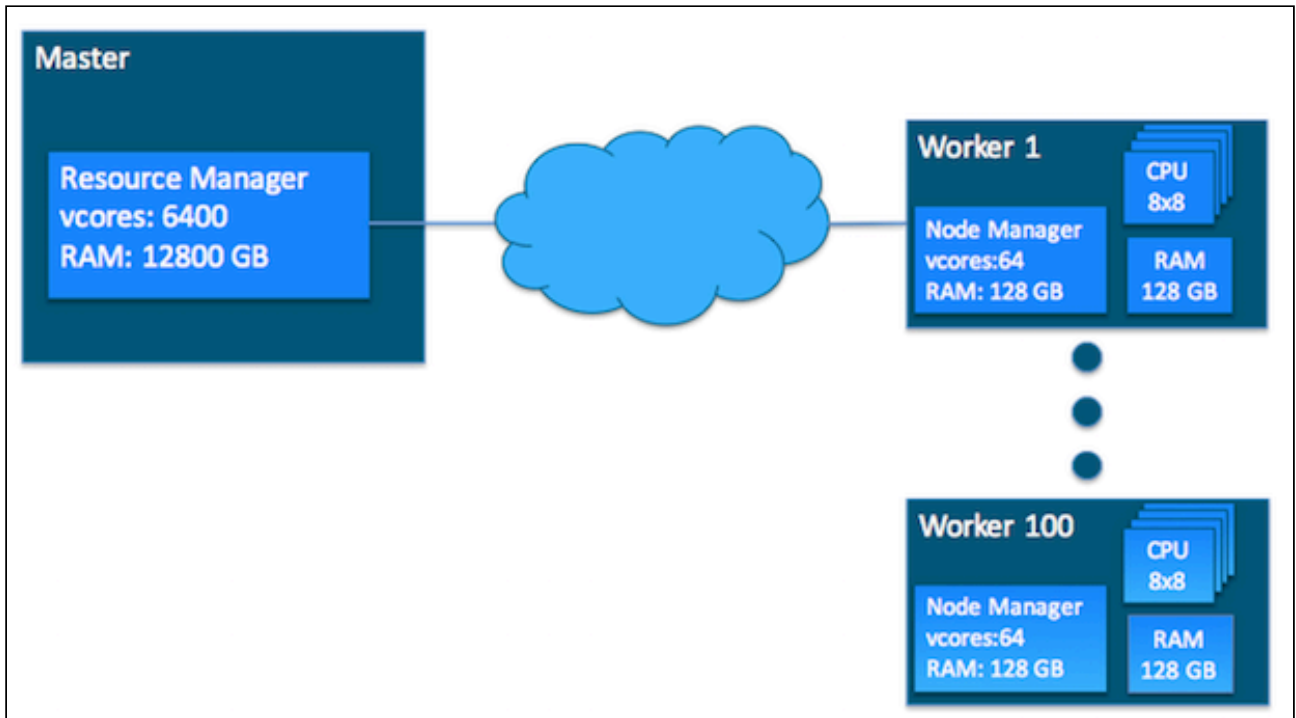 Master
Resource Manager
vcores: 6400
RAM: 12800 GB
Worker 1
CPU
8x8
Node Manager
vcores:64
RAM: 128 GB
RAM
128 GB
Worker 100
CPU
8x8
Node Manager
vcores:64
RAM: 128 GB
RAM
128 GB